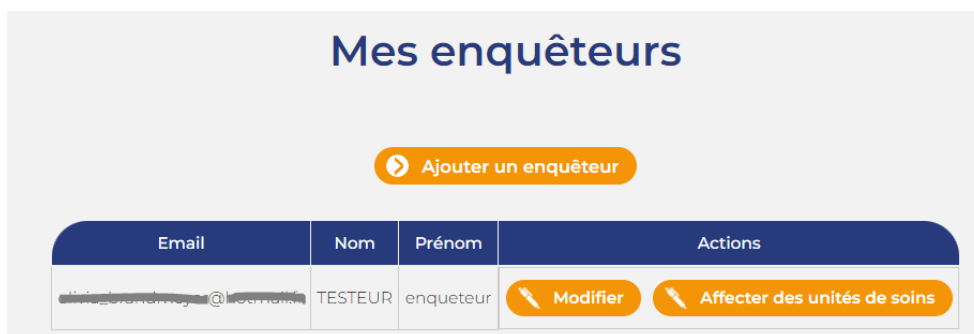 Mes enquêteurs
Ajouter un enquêteur
Email Nom Prénom Actions
TESTEUR enqueteur Modifier Affecter des unités de soins